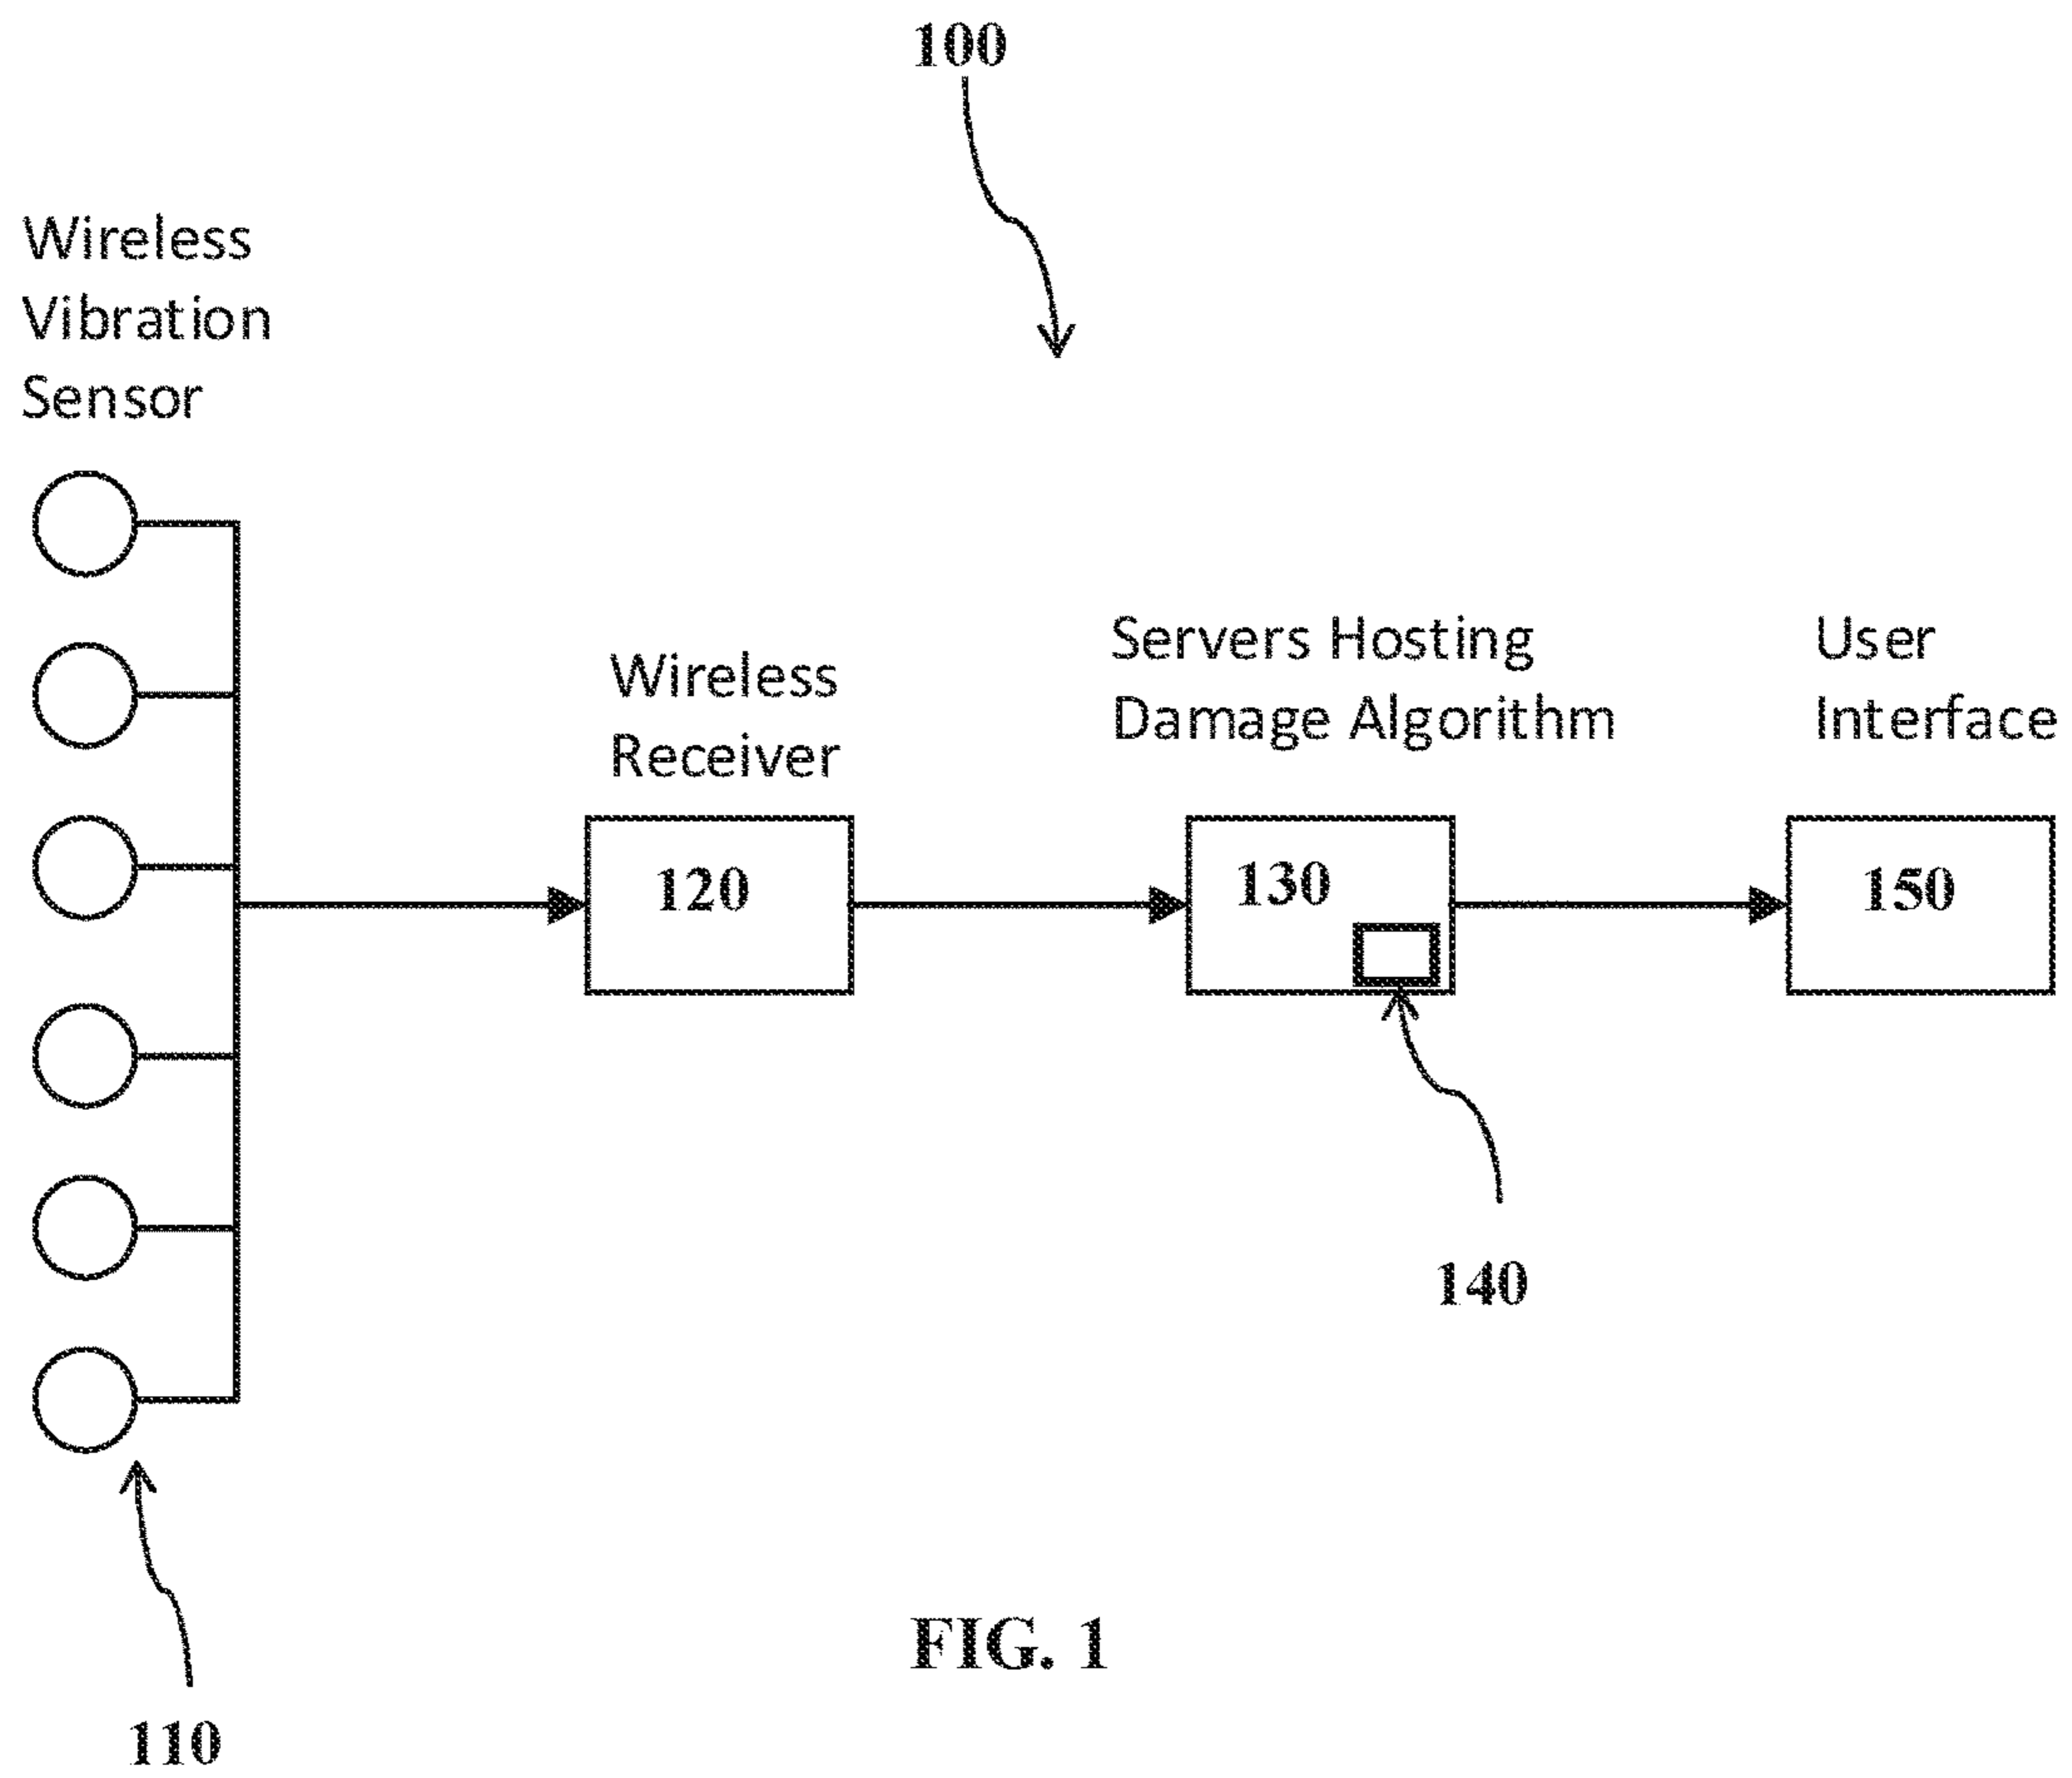 100
Wireless
Vibration
Sensor
Wireless
Receiver
Servers Hosting
Damage Algorithm
User
Interface
120
130
150
140
FIG. 1
110